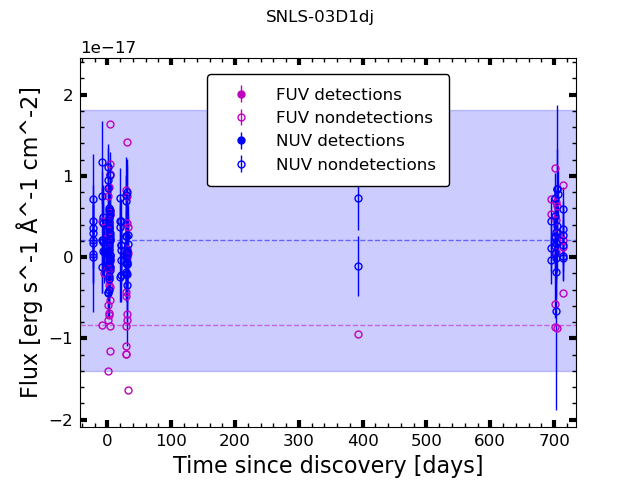 SNLS-03D1dj
1e−17
FUV detections
FUV nondetections
NUV detections
NUV nondetections
2
1
0
−1
−2
Flux [erg s^-1 Å^-1 cm^-2]
0 100 200 300 400 500 600 700
Time since discovery [days]